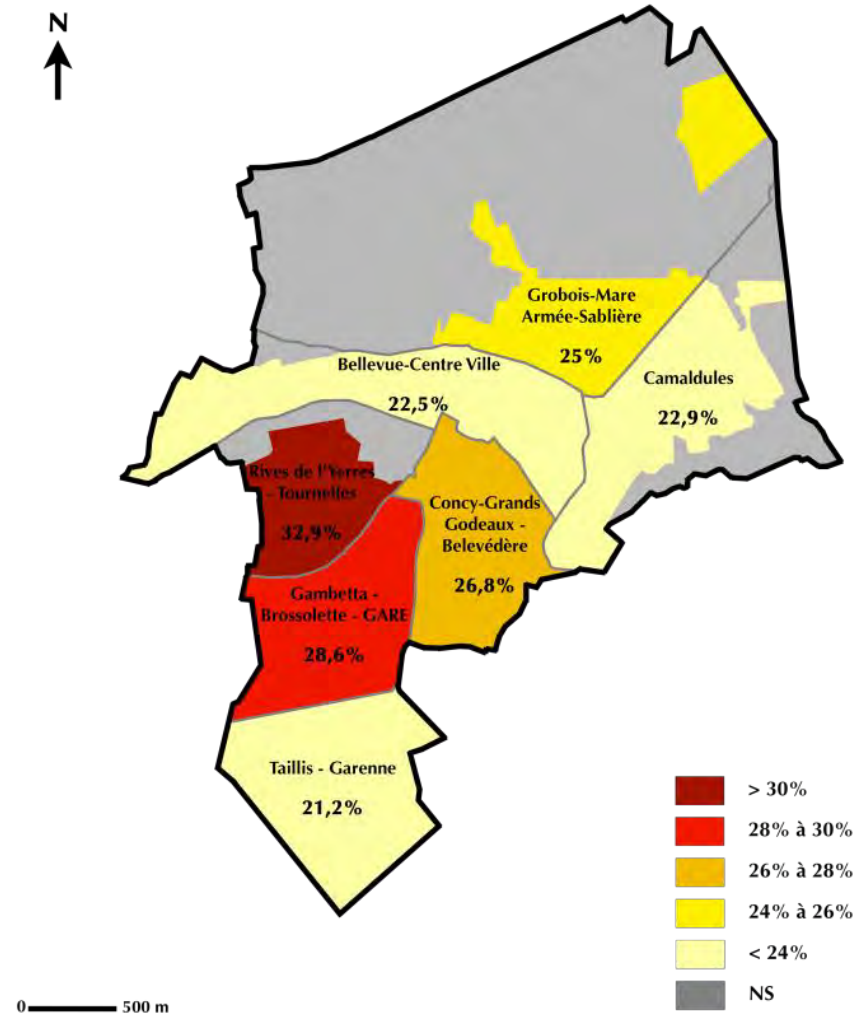 N
Grobois-Mare
Armée-Sablière
25%
Bellevue-Centre Ville
22,5%
Camaldules
22,9%
Rives de l'Yerres
- Tournelles
32,9%
Concy-Grands
Godeaux -
Belevédère
26,8%
Gambetta -
Brossolette - GARE
28,6%
Taillis - Garenne
21,2%
> 30%
28% à 30%
26% à 28%
24% à 26%
< 24%
NS
0 500 m